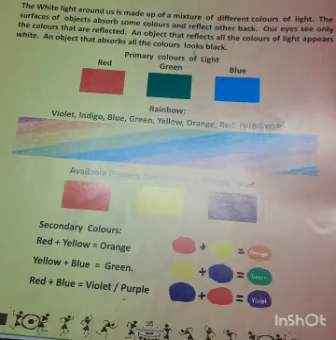 The White light around us is made up of a mixture of different colours of light. The
surfaces of objects absorb some colours and reflect other back. Our eyes see only
the colours that are reflected. An object that reflects all the colours of light appears
white. An object that absorbs all the colours looks black.
Primary colours of Light
Red Green Blue
Rainbow:
Violet, Indigo, Blue, Green, Yellow, Orange, Red. (VIBGYOR)
Available
Secondary Colours:
Red + Yellow = Orange
+ = Orange
Yellow + Blue = Green.
+ = Green
Red + Blue = Violet / Purple
+ = Violet
InShOt